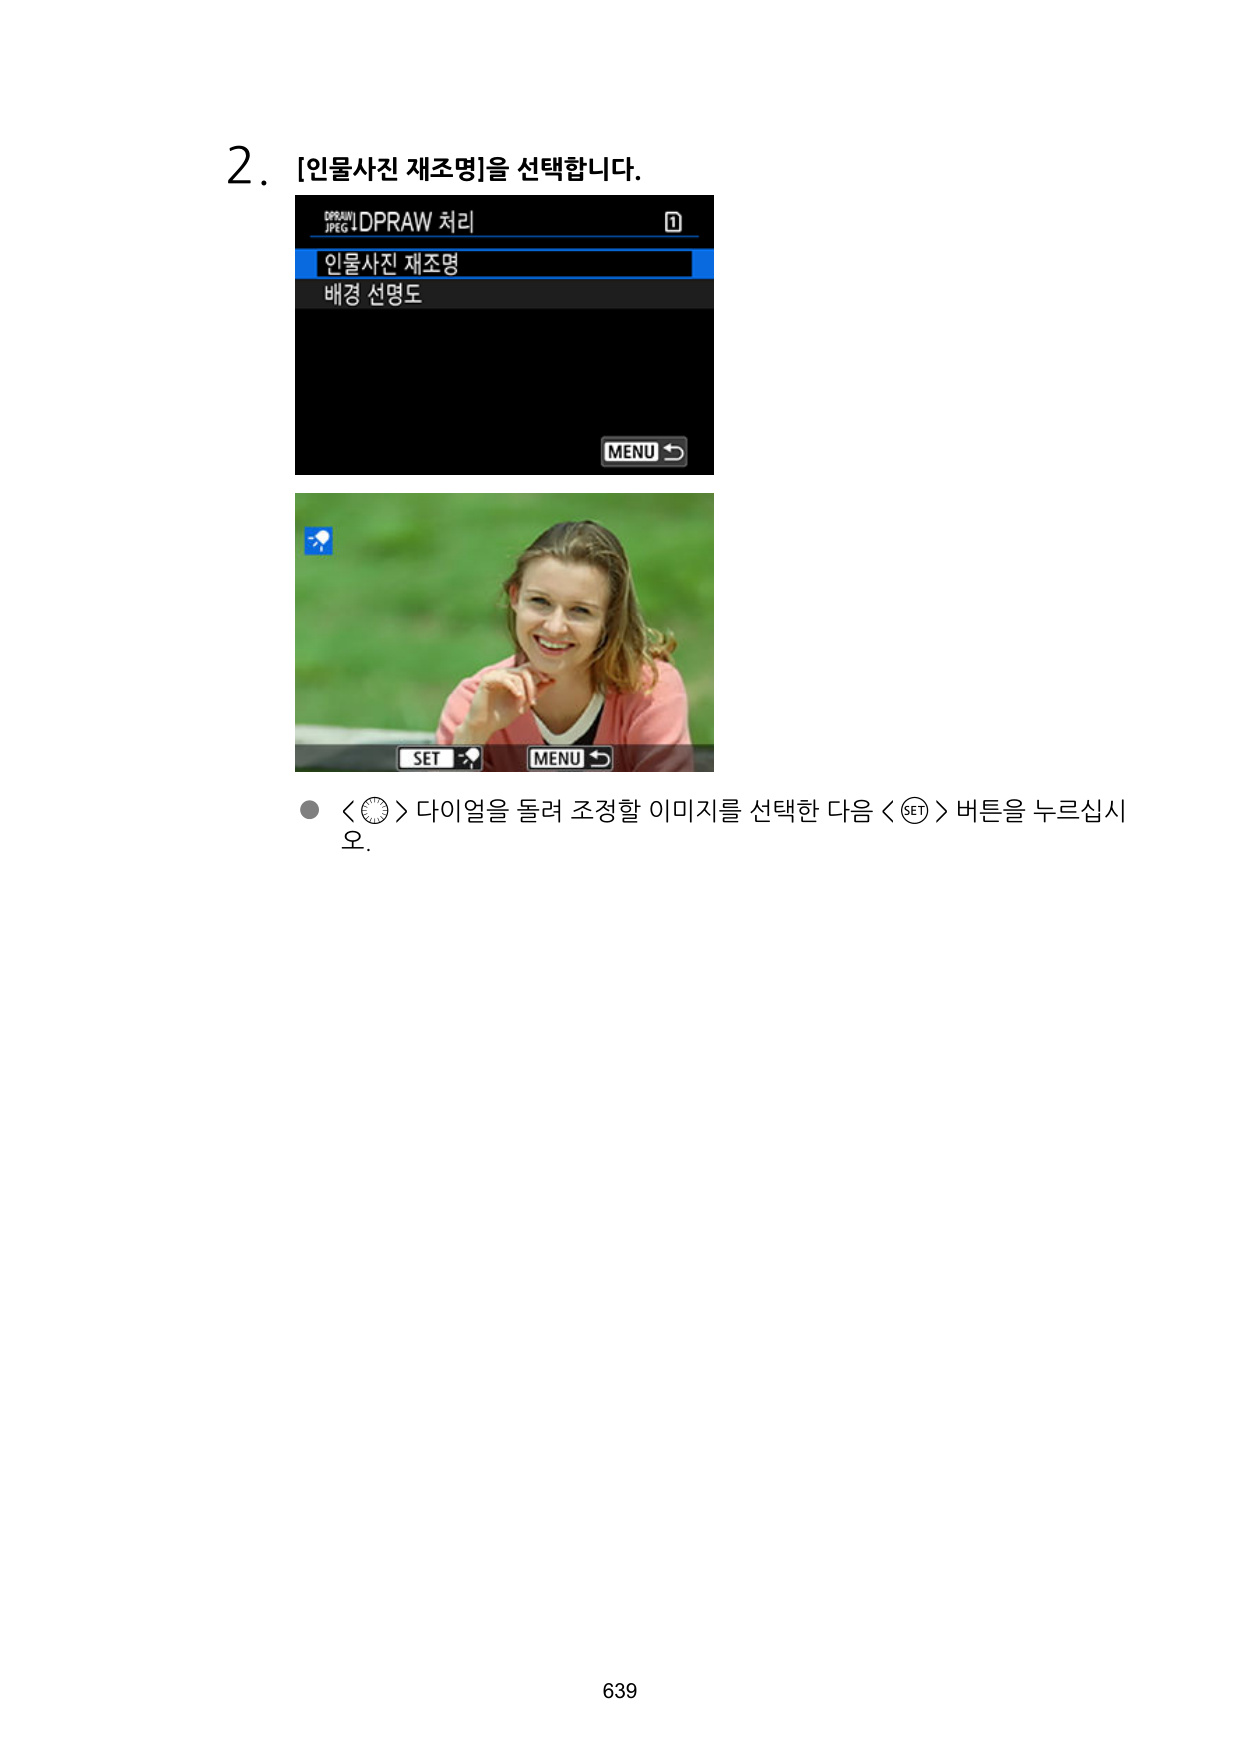 2. [인물사진 재조명]을 선택합니다.
DPRAW JPEG DPRAW 처리 1
인물사진 재조명
배경 선명도
MENU
SET MENU
● < > 다이얼을 돌려 조정할 이미지를 선택한 다음 < SET > 버튼을 누르십시
오.
639